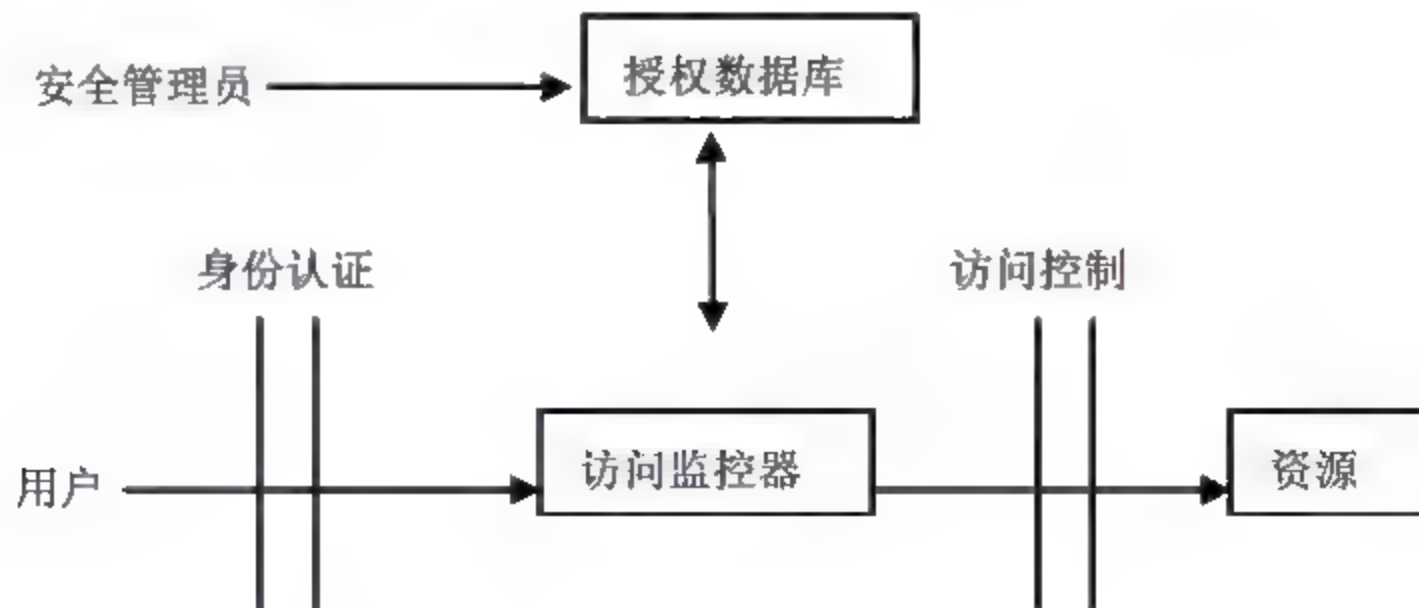 安全管理员
授权数据库
身份认证
访问控制
用户
访问监控器
资源